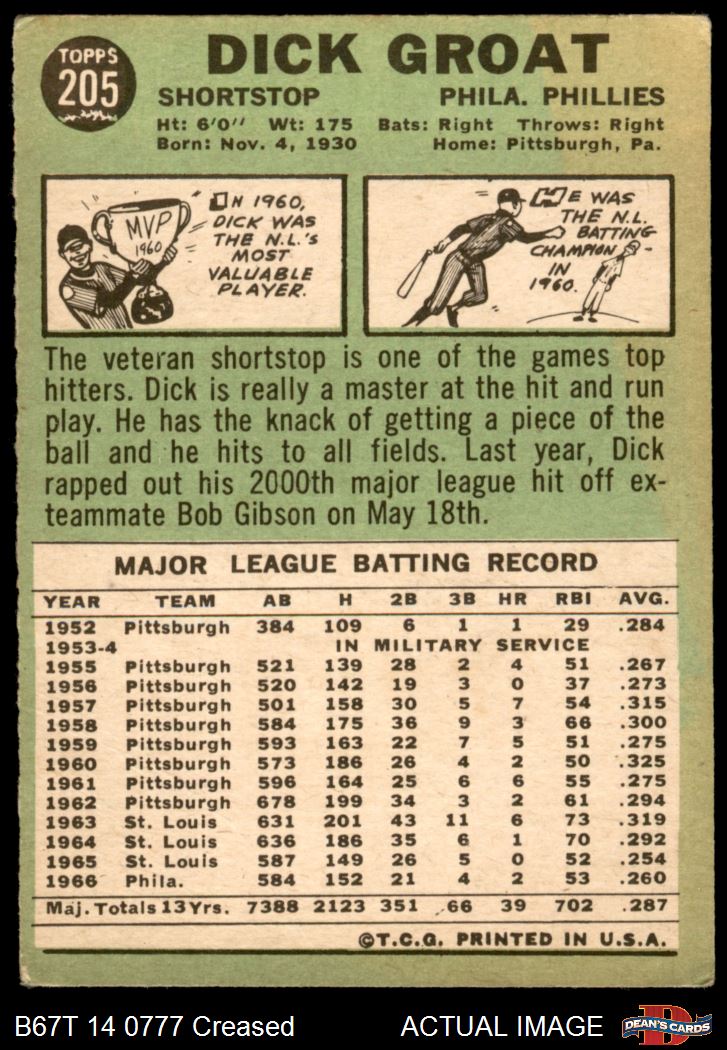 TOPPS
205
DICK GROAT
SHORTSTOP PHILA. PHILLIES
Ht: 6'0" Wt: 175 Bats: Right Throws: Right
Born: Nov. 4, 1930 Home: Pittsburgh, Pa.
MVP
1960
IN 1960,
DICK WAS
THE N.L.'S
MOST
VALUABLE
PLAYER.
HE WAS
THE N.L.
BATTING
CHAMPION
IN
1960.
The veteran shortstop is one of the games top
hitters. Dick is really a master at the hit and run
play. He has the knack of getting a piece of the
ball and he hits to all fields. Last year, Dick
rapped out his 2000th major league hit off ex-
teammate Bob Gibson on May 18th.
MAJOR LEAGUE BATTING RECORD
YEAR TEAM AB H 2B 3B HR RBI AVG.
1952 Pittsburgh 384 109 6 1 1 29 .284
1953-4 IN MILITARY SERVICE
1955 Pittsburgh 521 139 28 2 4 51 .267
1956 Pittsburgh 520 142 19 3 0 37 .273
1957 Pittsburgh 501 158 30 5 7 54 .315
1958 Pittsburgh 584 175 36 9 3 66 .300
1959 Pittsburgh 593 163 22 7 5 51 .275
1960 Pittsburgh 573 186 26 4 2 50 .325
1961 Pittsburgh 596 164 25 6 6 55 .275
1962 Pittsburgh 678 199 34 3 2 61 .294
1963 St. Louis 631 201 43 11 6 73 .319
1964 St. Louis 636 186 35 6 1 70 .292
1965 St. Louis 587 149 26 5 0 52 .254
1966 Phila. 584 152 21 4 2 53 .260
Maj. Totals 13 Yrs. 7388 2123 351 66 39 702 .287
©T.C.G. PRINTED IN U.S.A.
B67T 14 0777 Creased ACTUAL IMAGE
D
DEAN'S CARDS